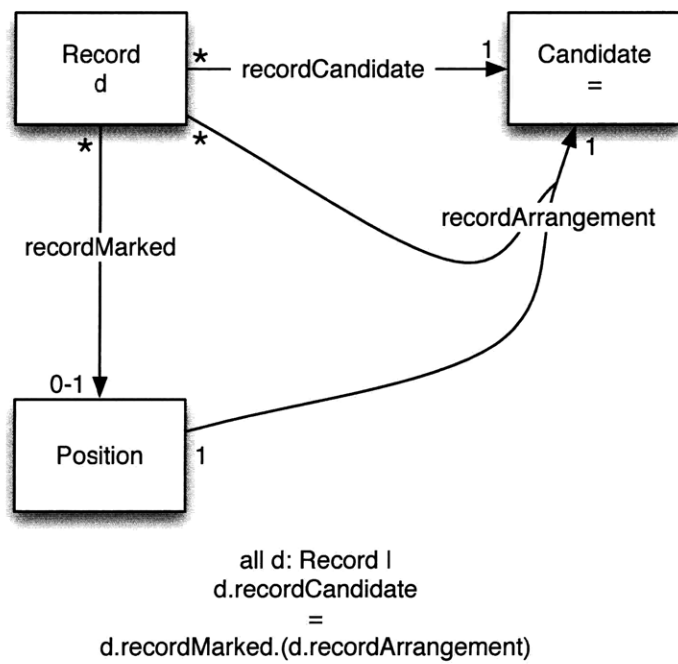 Record
d
*
recordCandidate
1
Candidate
=
*
*
1
recordArrangement
recordMarked
0-1
Position
1
all d: Record |
d.recordCandidate
=
d.recordMarked.(d.recordArrangement)